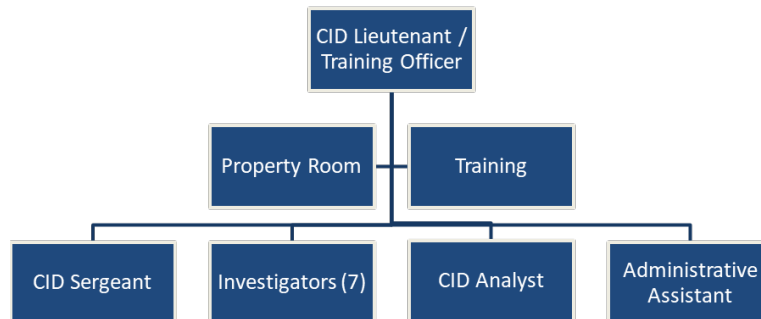 CID Lieutenant /
Training Officer
Property Room
Training
CID Sergeant
Investigators (7)
CID Analyst
Administrative
Assistant